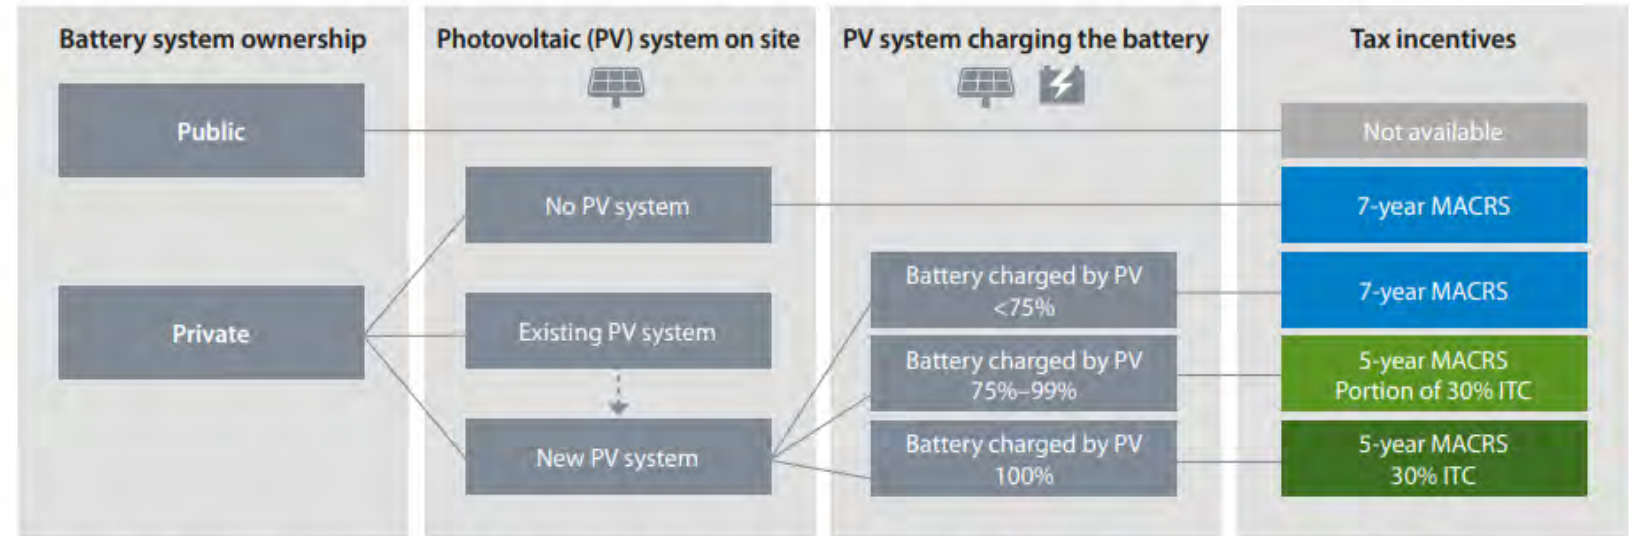 Battery system ownership
Public
Private
Photovoltaic (PV) system on site
No PV system
Existing PV system
New PV system
PV system charging the battery
Battery charged by PV
<75%
Battery charged by PV
75%–99%
Battery charged by PV
100%
Tax incentives
Not available
7-year MACRS
7-year MACRS
5-year MACRS
Portion of 30% ITC
5-year MACRS
30% ITC